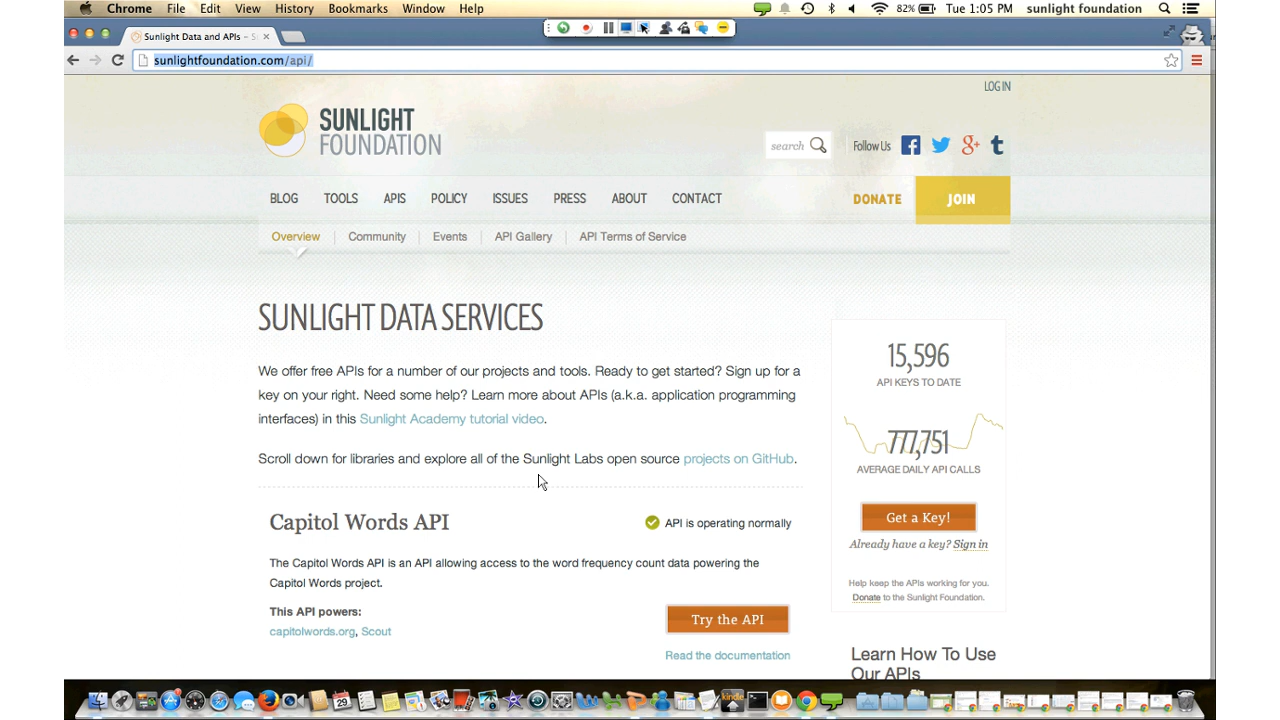 Chrome File Edit View History Bookmarks Window Help 82% Tue 1:05 PM sunlight foundation
Sunlight Data and APIs – S
sunlightfoundation.com/api/
LOG IN
SUNLIGHT
FOUNDATION
search Follow Us
BLOG TOOLS APIS POLICY ISSUES PRESS ABOUT CONTACT DONATE JOIN
Overview Community Events API Gallery API Terms of Service
SUNLIGHT DATA SERVICES
We offer free APIs for a number of our projects and tools. Ready to get started? Sign up for a
key on your right. Need some help? Learn more about APIs (a.k.a. application programming
interfaces) in this Sunlight Academy tutorial video.
Scroll down for libraries and explore all of the Sunlight Labs open source projects on GitHub.
Capitol Words API
API is operating normally
The Capitol Words API is an API allowing access to the word frequency count data powering the
Capitol Words project.
This API powers:
capitolwords.org, Scout
Try the API
Read the documentation
15,596
API KEYS TO DATE
777,751
AVERAGE DAILY API CALLS
Get a Key!
Already have a key? Sign in
Help keep the APIs working for you.
Donate to the Sunlight Foundation.
Learn How To Use
Our APIs
29
kindle